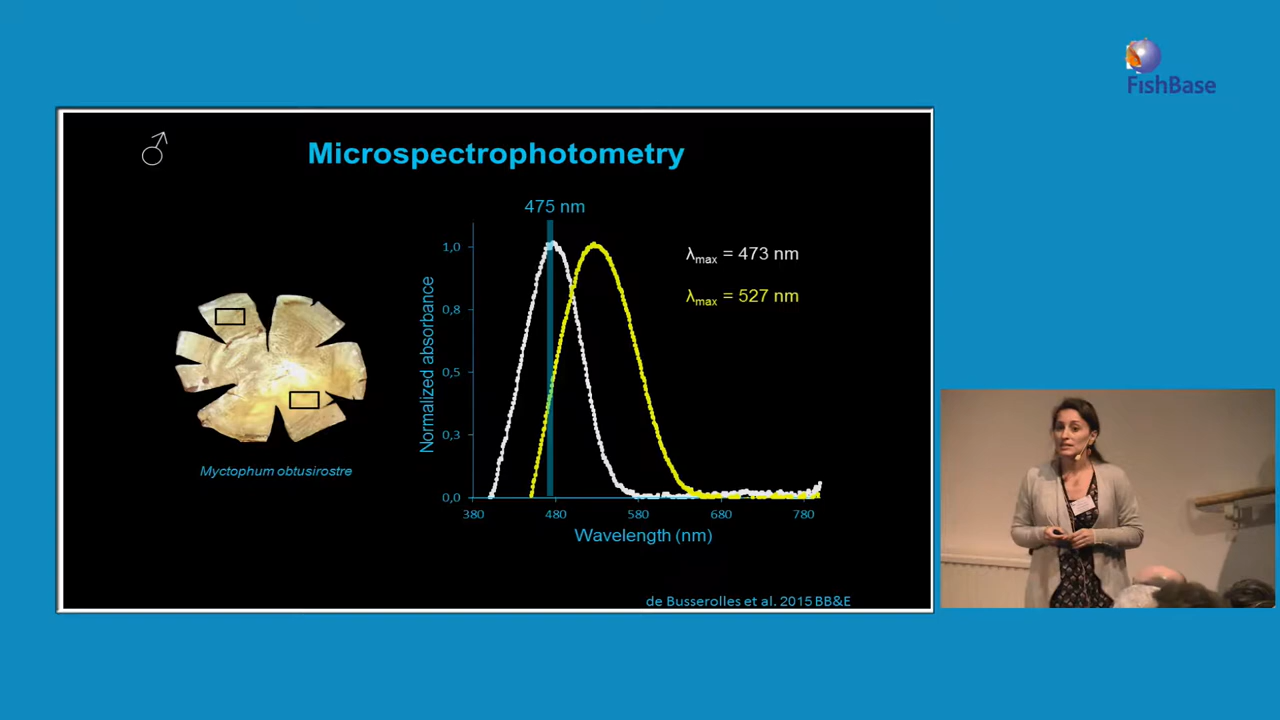 FishBase
♂
Microspectrophotometry
475 nm
λmax = 473 nm
λmax = 527 nm
1,0
0,8
0,5
0,3
0,0
Normalized absorbance
380 480 580 680 780
Wavelength (nm)
Myctophum obtusirostre
de Busserolles et al. 2015 BB&E